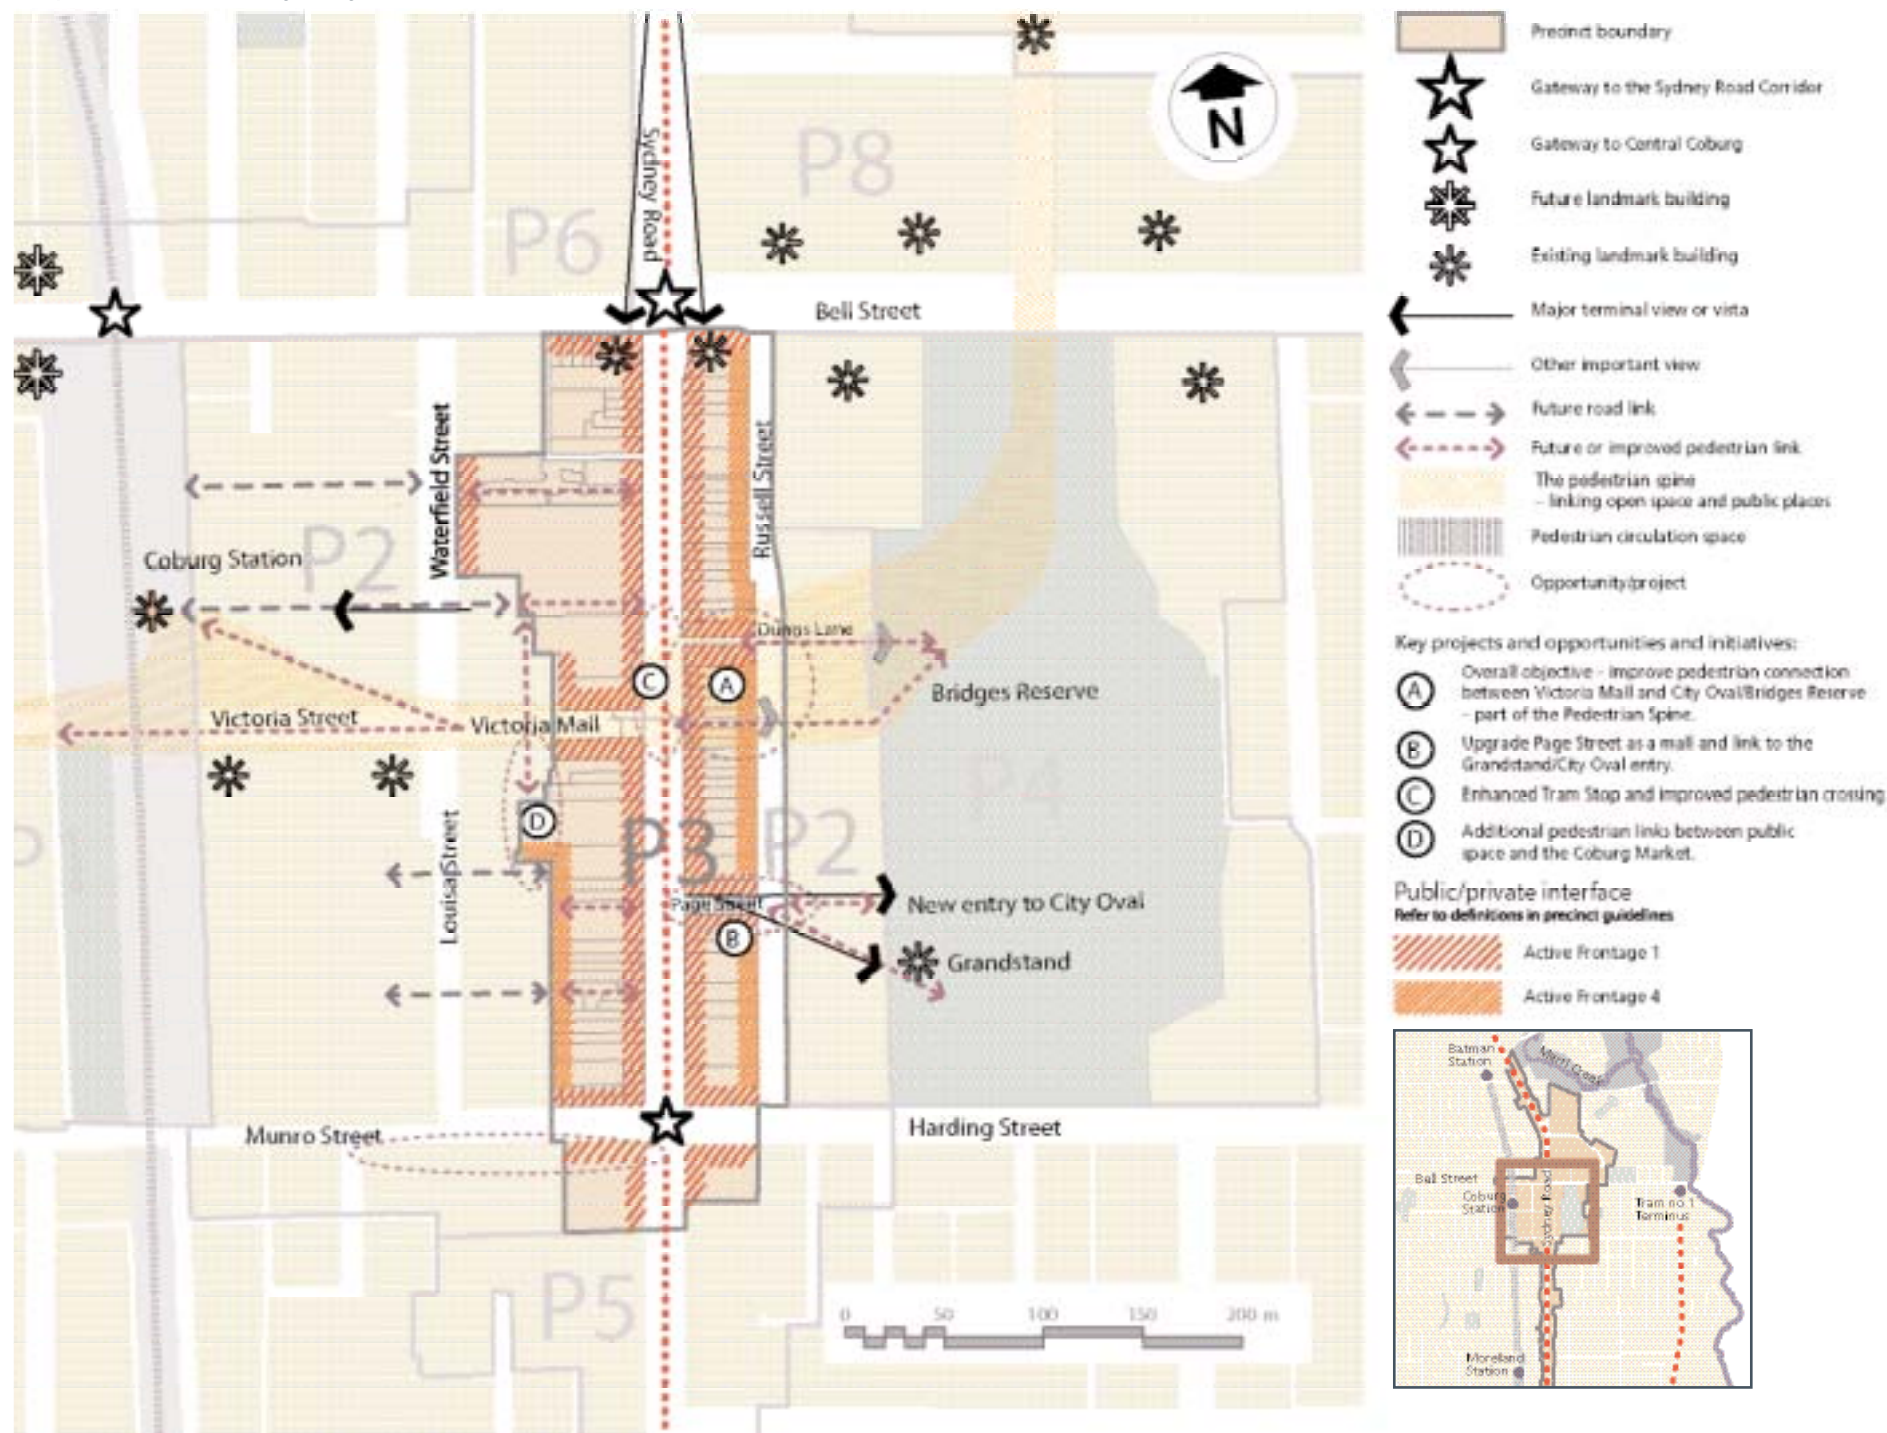 Sydney Road
P8
P6
Bell Street
Waterfield Street
Russell Street
Coburg Station
P2
Dungs Lane
C
A
Bridges Reserve
Victoria Street
Victoria Mall
P4
D
P3
P2
Louisa Street
Page Street
New entry to City Oval
B
Grandstand
Munro Street
Harding Street
P5
0 50 100 150 200 m
N
Precinct boundary
Gateway to the Sydney Road Corridor
Gateway to Central Coburg
Future landmark building
Existing landmark building
Major terminal view or vista
Other important view
Future road link
Future or improved pedestrian link
The pedestrian spine
– linking open space and public places
Pedestrian circulation space
Opportunity/project
Key projects and opportunities and initiatives:
A
Overall objective – improve pedestrian connection
between Victoria Mall and City Oval/Bridges Reserve
– part of the Pedestrian Spine.
B
Upgrade Page Street as a mall and link to the
Grandstand/City Oval entry.
C
Enhanced Tram Stop and improved pedestrian crossing
D
Additional pedestrian links between public
space and the Coburg Market.
Public/private interface
Refer to definitions in precinct guidelines
Active Frontage 1
Active Frontage 4
Batman
Station
Merri Creek
Bell Street
Coburg
Station
Sydney Road
Tram no.1
Terminus
Moreland
Station